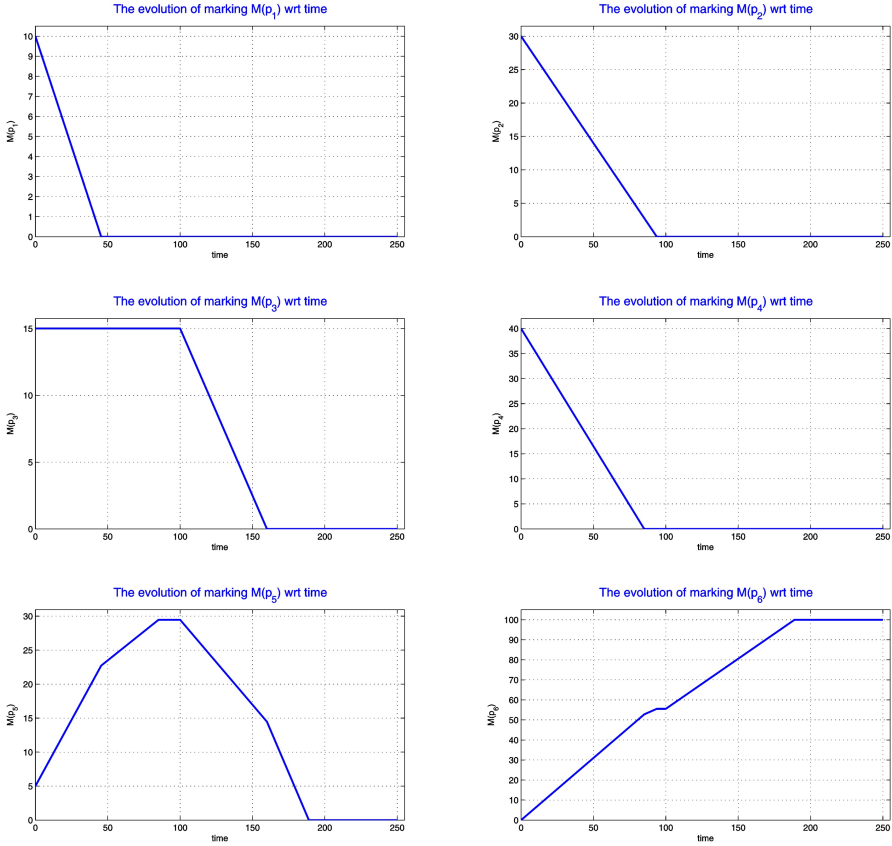 The evolution of marking M(p1) wrt time
10
9
8
7
6
5
4
3
2
1
0
M(p1)
0 50 100 150 200 250
time
The evolution of marking M(p2) wrt time
30
25
20
15
10
5
0
M(p2)
0 50 100 150 200 250
time
The evolution of marking M(p3) wrt time
15
10
5
0
M(p3)
0 50 100 150 200 250
time
The evolution of marking M(p4) wrt time
40
35
30
25
20
15
10
5
0
M(p4)
0 50 100 150 200 250
time
The evolution of marking M(p5) wrt time
35
30
25
20
15
10
5
0
M(p5)
0 50 100 150 200 250
time
The evolution of marking M(p6) wrt time
100
90
80
70
60
50
40
30
20
10
0
M(p6)
0 50 100 150 200 250
time